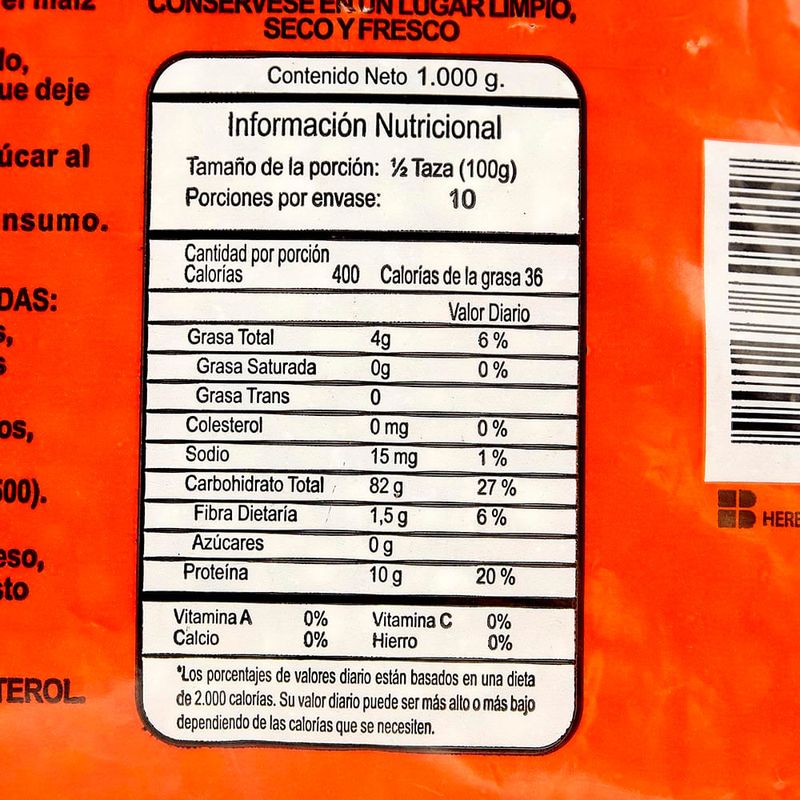 el maíz
CONSÉRVESE EN UN LUGAR LIMPIO,
SECO Y FRESCO
lo,
ue deje
úcar al
nsumo.
DAS:
s,
s
os,
500).
eso,
sto
TEROL.
Contenido Neto 1.000 g.
Información Nutricional
Tamaño de la porción: ½ Taza (100g)
Porciones por envase: 10
Cantidad por porción
Calorías 400 Calorías de la grasa 36
Valor Diario
Grasa Total 4g 6 %
Grasa Saturada 0g 0 %
Grasa Trans 0
Colesterol 0 mg 0 %
Sodio 15 mg 1 %
Carbohidrato Total 82 g 27 %
Fibra Dietaría 1,5 g 6 %
Azúcares 0 g
Proteína 10 g 20 %
Vitamina A 0% Vitamina C 0%
Calcio 0% Hierro 0%
*Los porcentajes de valores diario están basados en una dieta
de 2.000 calorías. Su valor diario puede ser más alto o más bajo
dependiendo de las calorías que se necesiten.
HERE